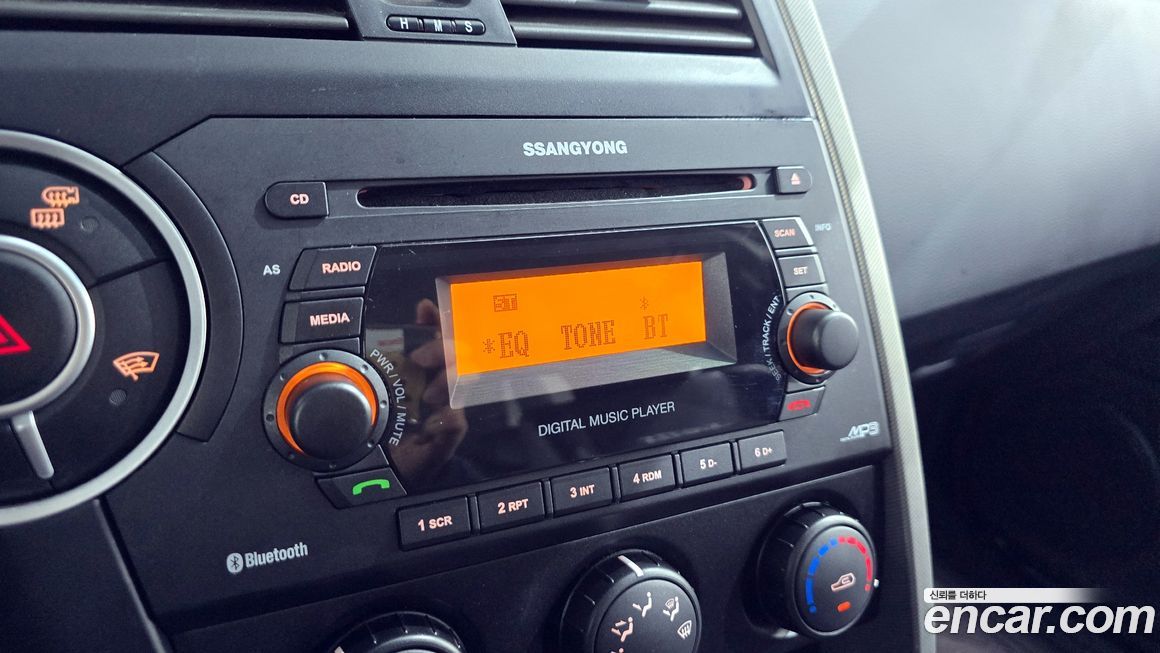 H M S
SSANGYONG
CD
AS
RADIO
SCAN
INFO
MEDIA
SET
ST
*EQ TONE BT
PWR / VOL / MUTE
SEEK / TRACK / ENT
DIGITAL MUSIC PLAYER
MP3
1 SCR
2 RPT
3 INT
4 RDM
5 D-
6 D+
Bluetooth
신뢰를 더하다
encar.com